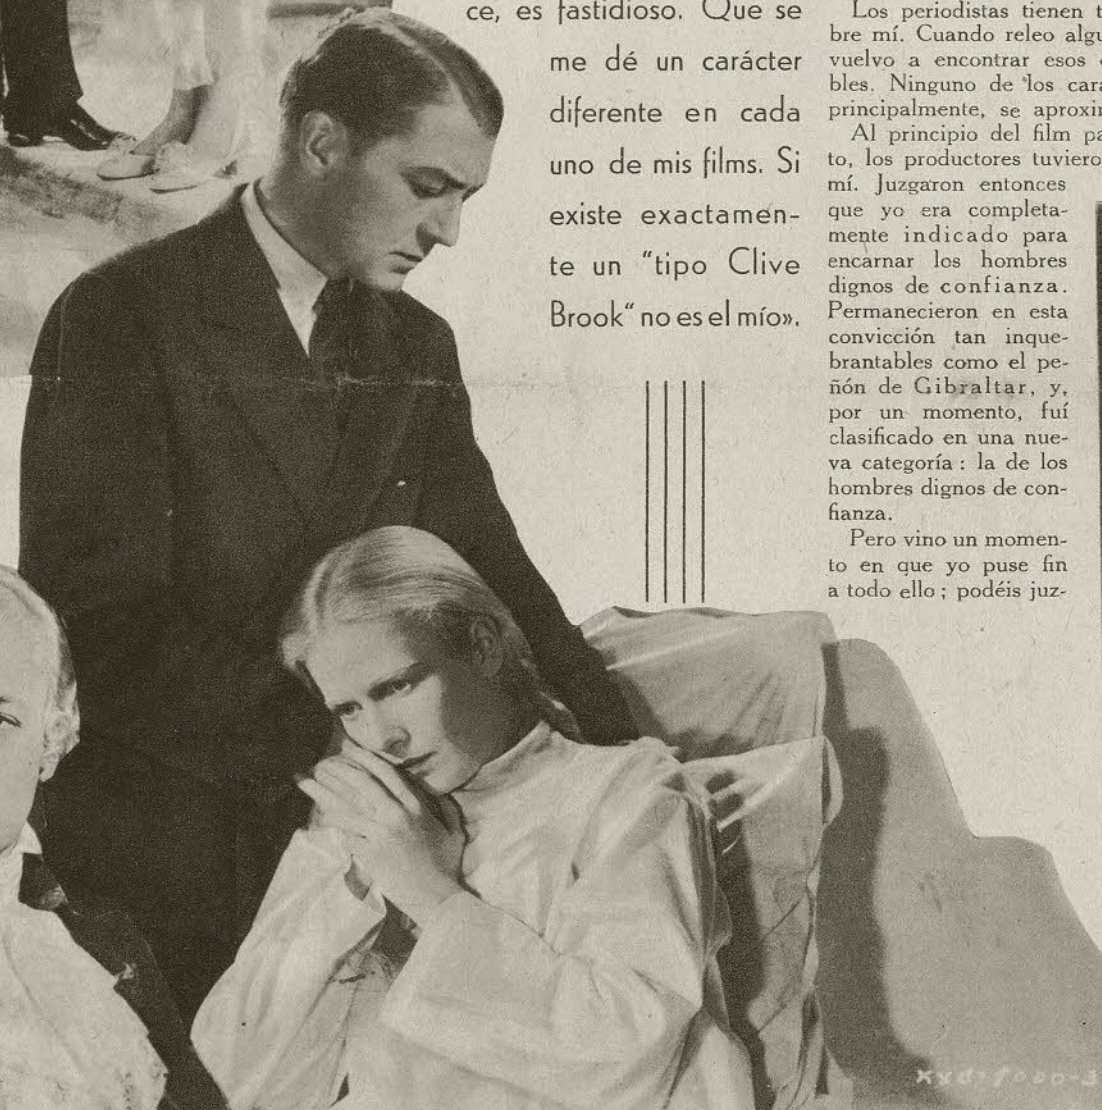 ce, es fastidioso. Que se
me dé un carácter
diferente en cada
uno de mis films. Si
existe exactamen-
te un "tipo Clive
Brook" no es el mío».
Los periodistas tienen
bre mí. Cuando releo
vuelvo a encontrar esos
bles. Ninguno de los
principalmente, se
Al principio del film
to, los productores
mí. Juzgaron entonces
que yo era completa-
mente indicado para
encarnar los hombres
dignos de confianza.
Permanecieron en esta
convicción tan inque-
brantables como el pe-
ñón de Gibraltar, y,
por un momento, fuí
clasificado en una nue-
va categoría : la de los
hombres dignos de con-
fianza.
Pero vino un momen-
to en que yo puse fin
a todo ello ; podéis juz-